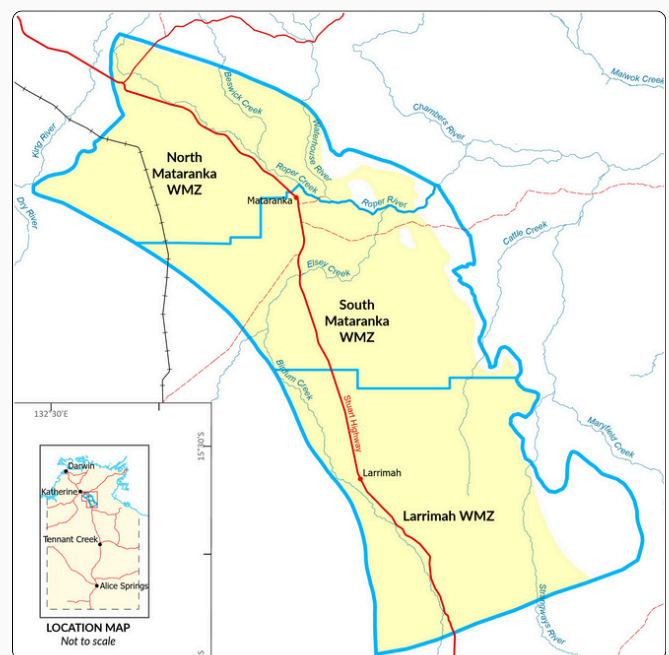 Maiwok Creek
Beswick Creek
Chambers River
Waterhouse River
King River
North
Mataranka
WMZ
Roper Creek
Mataranka
Roper River
Dry River
Cattle Creek
Elsey Creek
South
Mataranka
WMZ
Birdum Creek
Stuart Highway
132°30'E
Maryfield Creek
15°30'S
Larrimah
Darwin
Katherine
Larrimah WMZ
Tennant Creek
Alice Springs
Strangways River
LOCATION MAP
Not to scale
S